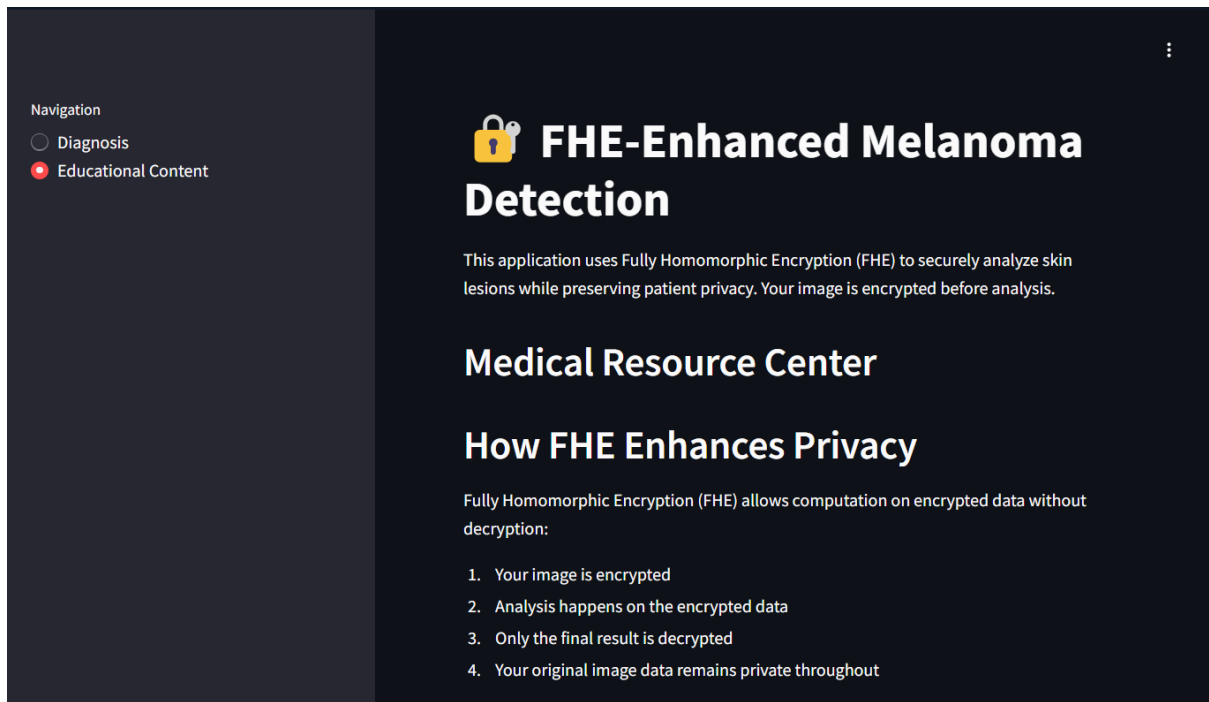 Navigation
Diagnosis
Educational Content
FHE-Enhanced Melanoma
Detection
This application uses Fully Homomorphic Encryption (FHE) to securely analyze skin
lesions while preserving patient privacy. Your image is encrypted before analysis.
Medical Resource Center
How FHE Enhances Privacy
Fully Homomorphic Encryption (FHE) allows computation on encrypted data without
decryption:
1. Your image is encrypted
2. Analysis happens on the encrypted data
3. Only the final result is decrypted
4. Your original image data remains private throughout